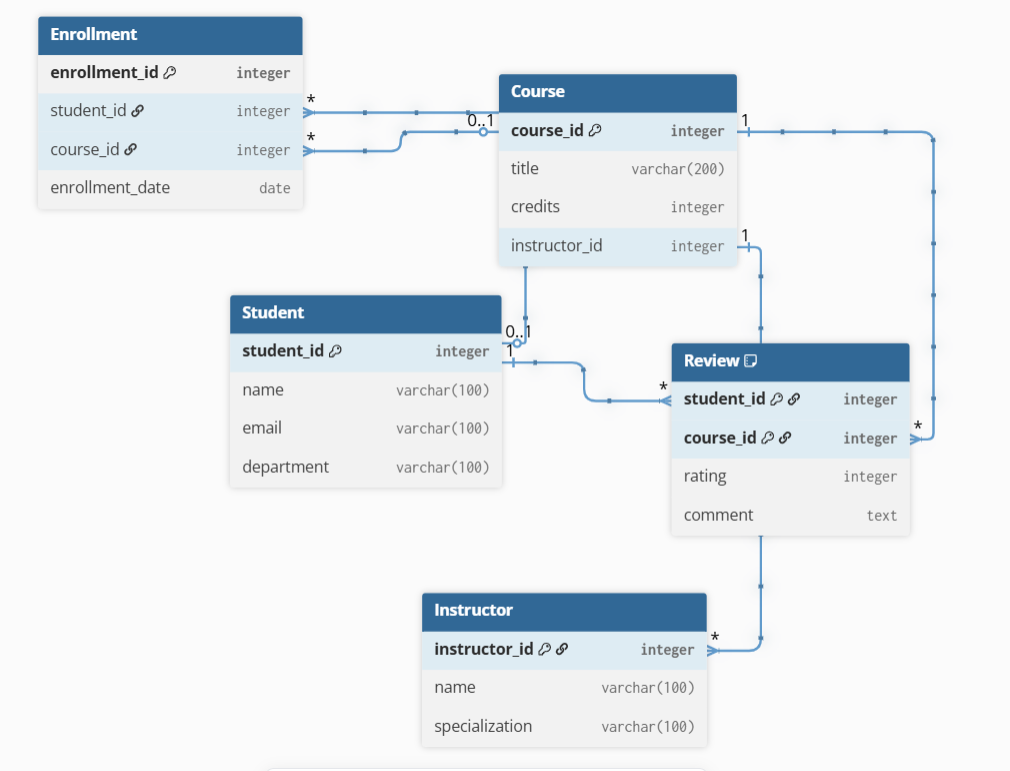 Enrollment
enrollment_id integer
student_id integer
course_id integer
enrollment_date date
*
*
0..1
Course
course_id integer
title varchar(200)
credits integer
instructor_id integer
1
1
Student
student_id integer
name varchar(100)
email varchar(100)
department varchar(100)
0..1
1
*
Review
student_id integer
course_id integer
rating integer
comment text
*
Instructor
instructor_id integer
name varchar(100)
specialization varchar(100)
*